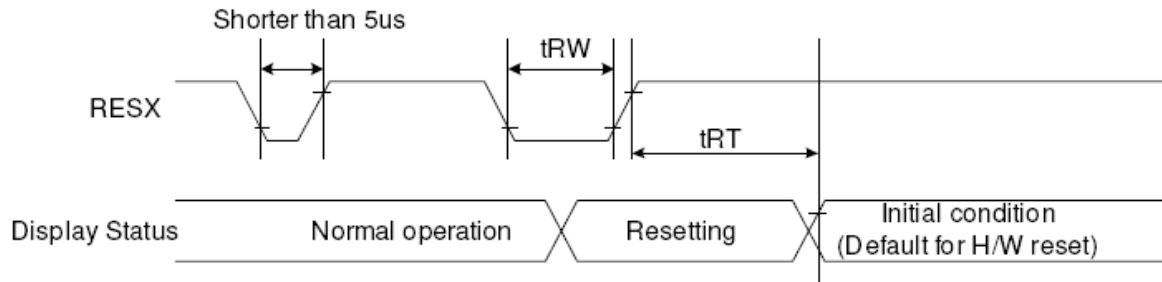 Shorter than 5us
tRW
RESX
tRT
Display Status
Normal operation
Resetting
Initial condition
(Default for H/W reset)